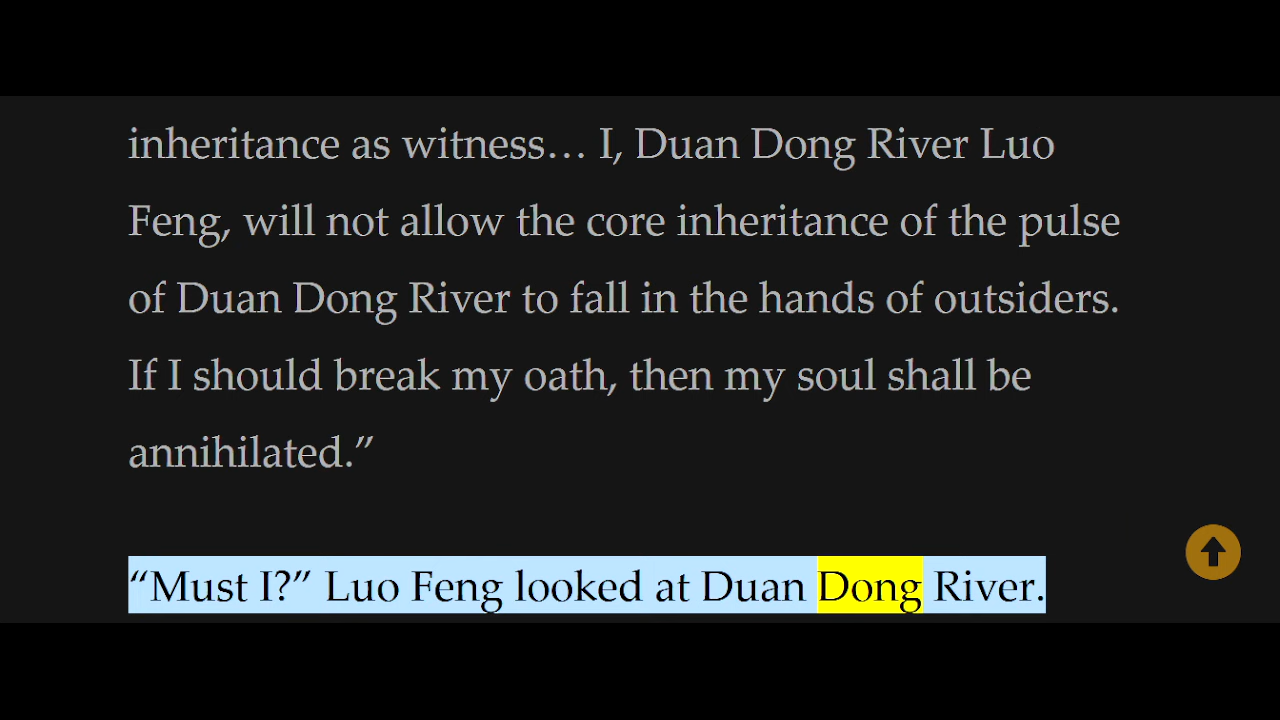 inheritance as witness… I, Duan Dong River Luo
Feng, will not allow the core inheritance of the pulse
of Duan Dong River to fall in the hands of outsiders.
If I should break my oath, then my soul shall be
annihilated.”
“Must I?” Luo Feng looked at Duan Dong River.